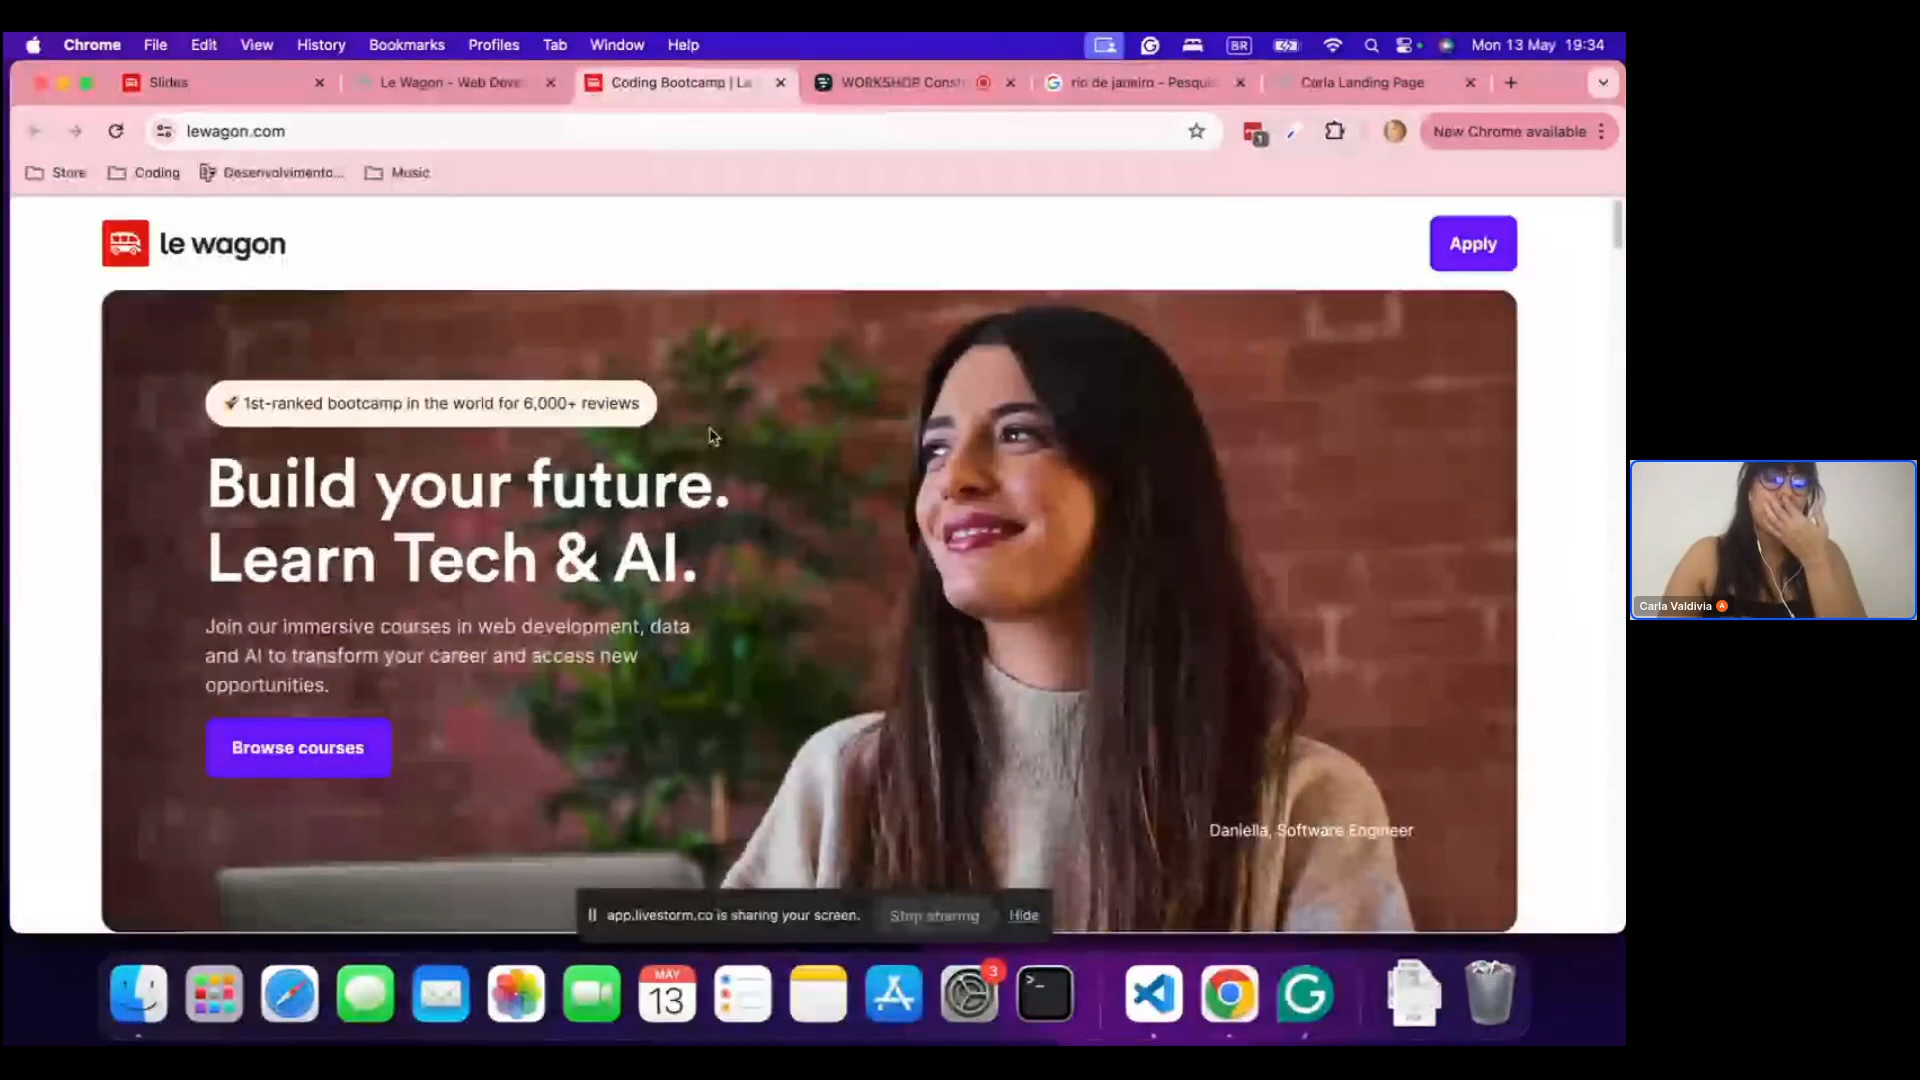 Chrome File Edit View History Bookmarks Profiles Tab Window Help BR Mon 13 May 19:34
Slides Le Wagon - Web Deve Coding Bootcamp | Le WORKSHOP Const rio de janeiro - Pesqui Carla Landing Page
lewagon.com New Chrome available
Store Coding Desenvolvimento... Music
le wagon Apply
1st-ranked bootcamp in the world for 6,000+ reviews
Build your future.
Learn Tech & AI.
Join our immersive courses in web development, data
and AI to transform your career and access new
opportunities.
Browse courses
Daniella, Software Engineer
app.livestorm.co is sharing your screen. Stop sharing Hide
Carla Valdivia A
MAY
13
3